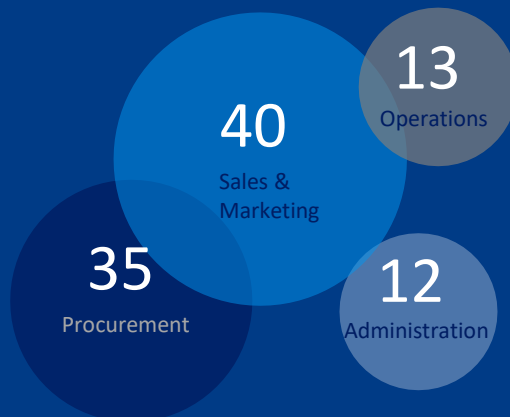 13
Operations
40
Sales &
Marketing
35
Procurement
12
Administration